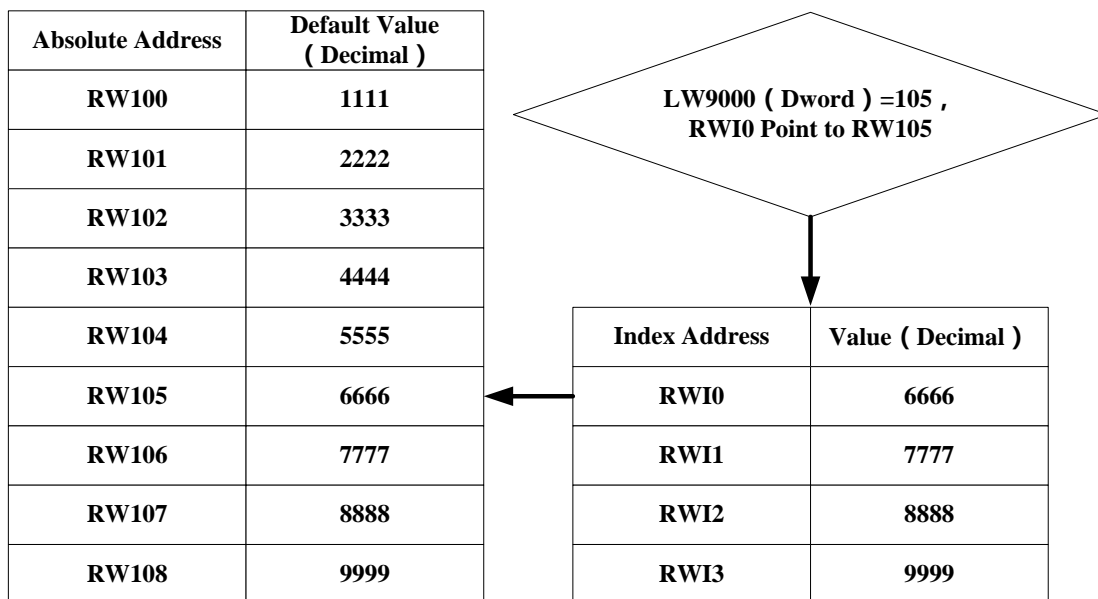 Absolute Address Default Value
( Decimal )
RW100 1111
RW101 2222
RW102 3333
RW103 4444
RW104 5555
RW105 6666
RW106 7777
RW107 8888
RW108 9999
LW9000 ( Dword ) =105 ,
RWI0 Point to RW105
Index Address Value ( Decimal )
RWI0 6666
RWI1 7777
RWI2 8888
RWI3 9999